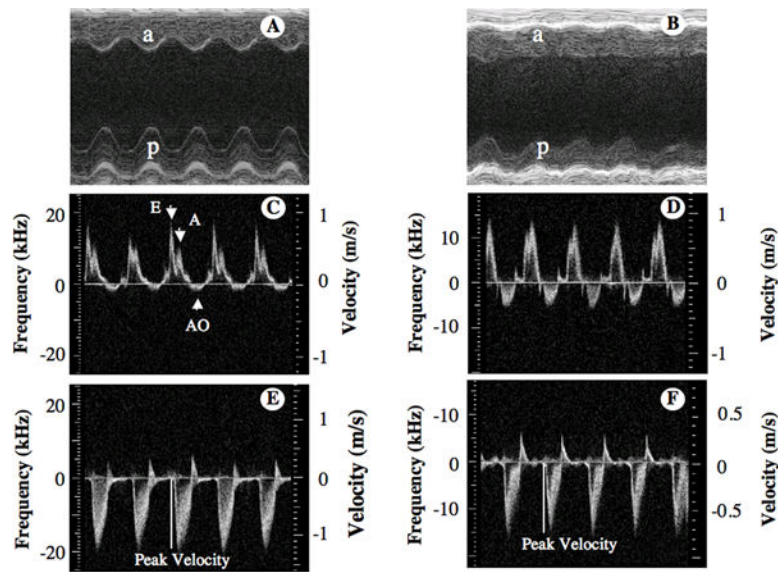 A
a
p
B
a
p
C
E
A
AO
20
0
-20
Frequency (kHz)
1
0
-1
Velocity (m/s)
D
10
0
-10
Frequency (kHz)
1
0
-1
Velocity (m/s)
E
20
0
-20
Frequency (kHz)
1
0
-1
Velocity (m/s)
Peak Velocity
F
-10
0
-10
Frequency (kHz)
0.5
0
-0.5
Velocity (m/s)
Peak Velocity